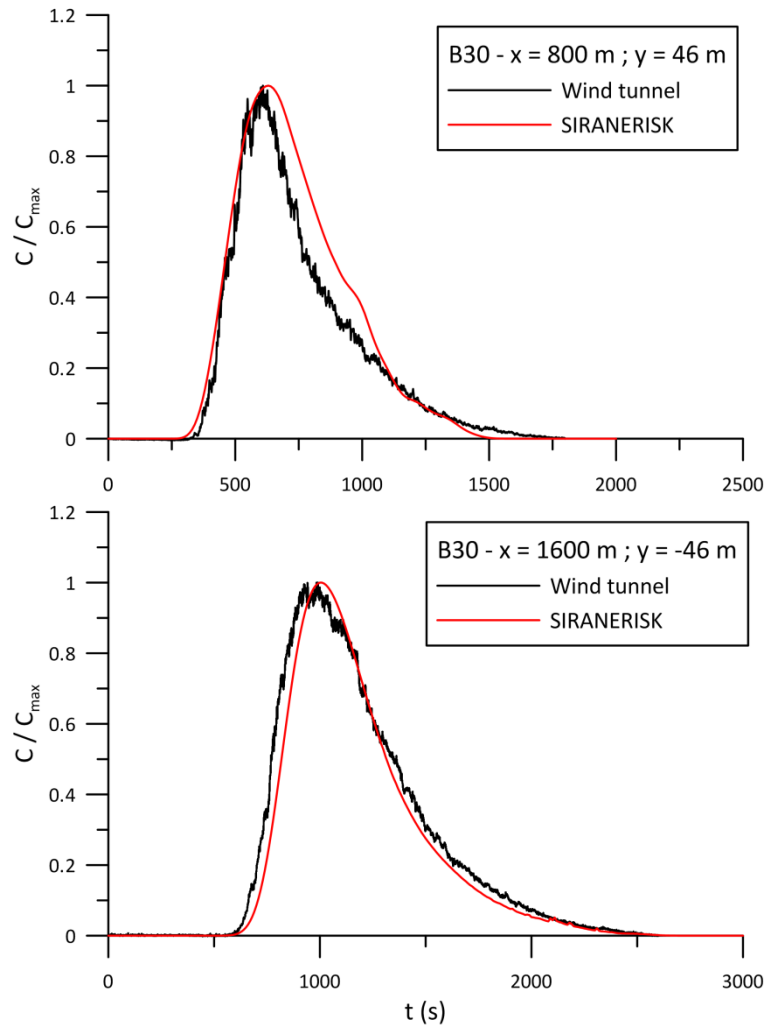 1.2
B30 - x = 800 m ; y = 46 m
Wind tunnel
SIRANERISK
1
0.8
0.6
0.4
0.2
0
C / Cmax
0 500 1000 1500 2000 2500
1.2
B30 - x = 1600 m ; y = -46 m
Wind tunnel
SIRANERISK
1
0.8
0.6
0.4
0.2
0
C / Cmax
0 1000 2000 3000
t (s)